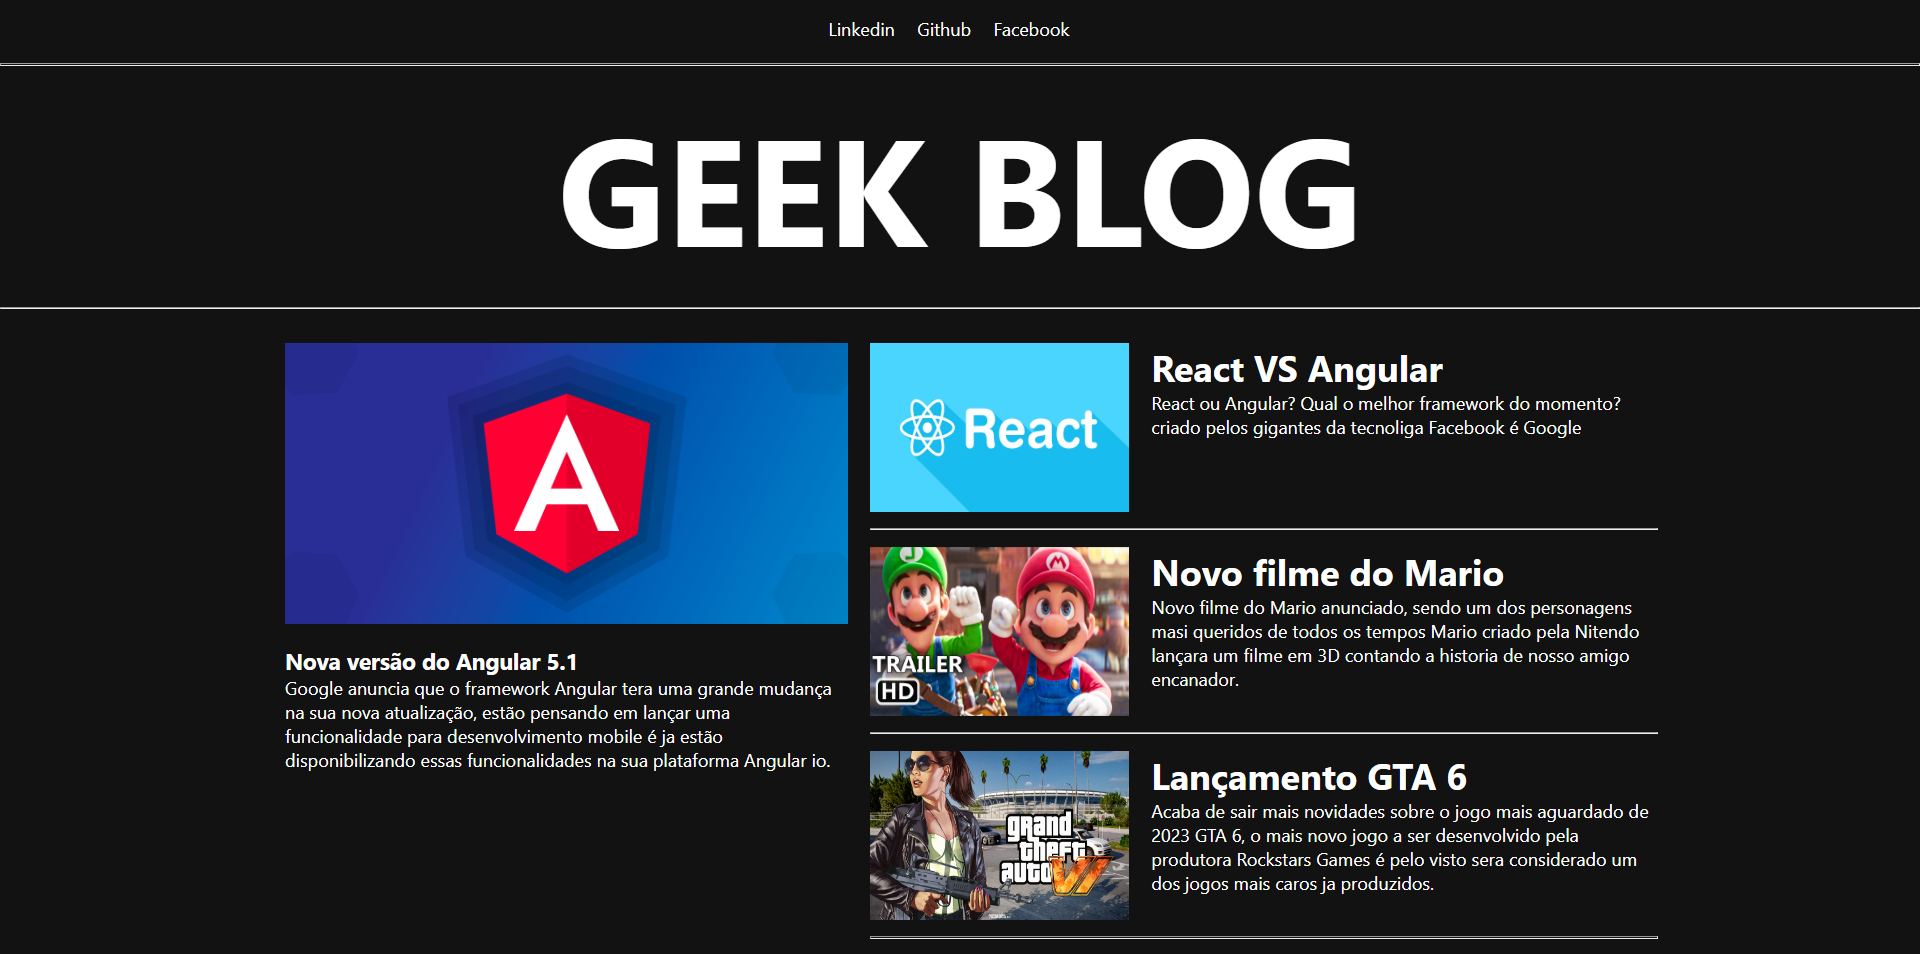 Linkedin Github Facebook
GEEK BLOG
Nova versão do Angular 5.1
Google anuncia que o framework Angular tera uma grande mudança
na sua nova atualização, estão pensando em lançar uma
funcionalidade para desenvolvimento mobile é ja estão
disponibilizando essas funcionalidades na sua plataforma Angular io.
React
React VS Angular
React ou Angular? Qual o melhor framework do momento?
criado pelos gigantes da tecnoliga Facebook é Google
TRAILER
HD
Novo filme do Mario
Novo filme do Mario anunciado, sendo um dos personagens
masi queridos de todos os tempos Mario criado pela Nitendo
lançara um filme em 3D contando a historia de nosso amigo
encanador.
grand
theft
auto VI
Lançamento GTA 6
Acaba de sair mais novidades sobre o jogo mais aguardado de
2023 GTA 6, o mais novo jogo a ser desenvolvido pela
produtora Rockstars Games é pelo visto sera considerado um
dos jogos mais caros ja produzidos.